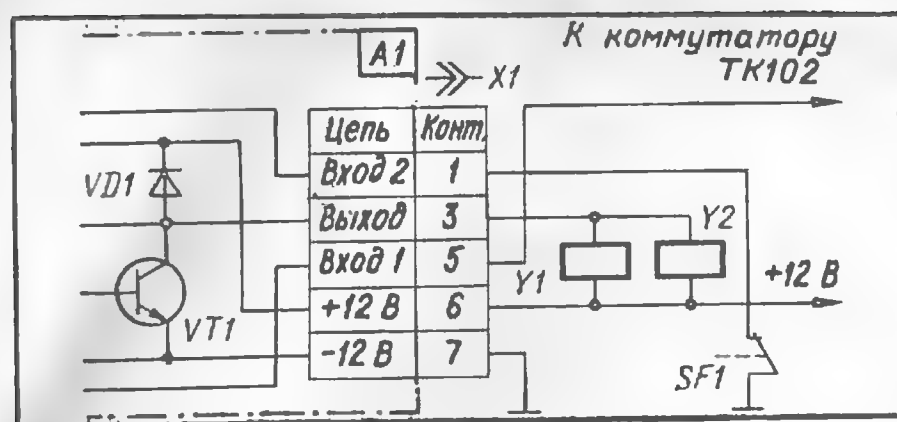 К коммутатору
ТК102
А1
X1
Цепь Конт.
Вход 2 1
Выход 3
Вход 1 5
+12 В 6
-12 В 7
VD1
VT1
Y1
Y2
+12 В
SF1